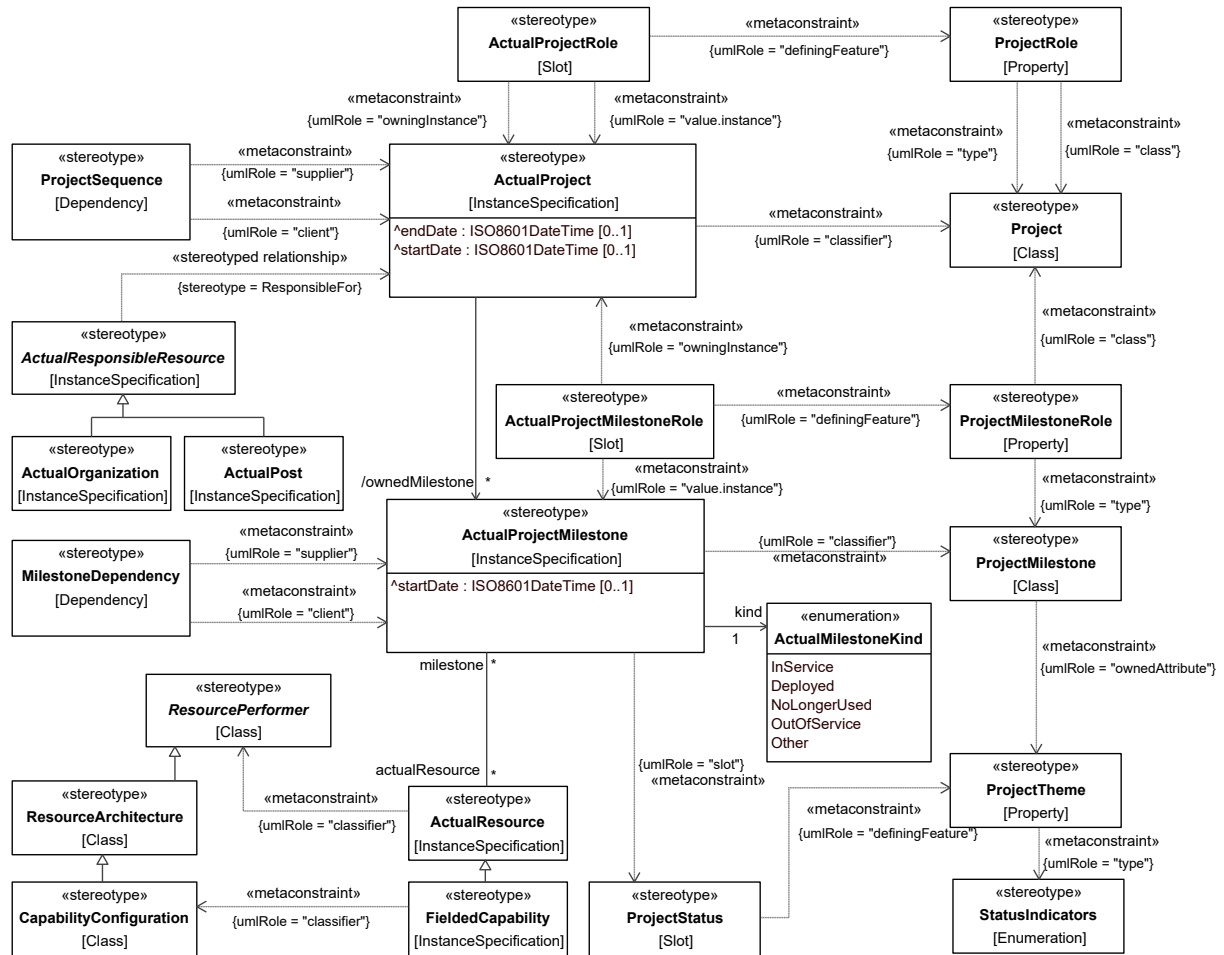 «stereotype»
ActualProjectRole
[Slot]
«metaconstraint»
{umlRole = "definingFeature"}
«stereotype»
ProjectRole
[Property]
«metaconstraint»
{umlRole = "owningInstance"}
«metaconstraint»
{umlRole = "value.instance"}
«metaconstraint»
{umlRole = "type"}
«metaconstraint»
{umlRole = "class"}
«stereotype»
ProjectSequence
[Dependency]
«metaconstraint»
{umlRole = "supplier"}
«metaconstraint»
{umlRole = "client"}
«stereotype»
ActualProject
[InstanceSpecification]
^endDate : ISO8601DateTime [0..1]
^startDate : ISO8601DateTime [0..1]
«metaconstraint»
{umlRole = "classifier"}
«stereotype»
Project
[Class]
«stereotyped relationship»
{stereotype = ResponsibleFor}
«stereotype»
ActualResponsibleResource
[InstanceSpecification]
«metaconstraint»
{umlRole = "owningInstance"}
«metaconstraint»
{umlRole = "class"}
«stereotype»
ActualProjectMilestoneRole
[Slot]
«metaconstraint»
{umlRole = "definingFeature"}
«stereotype»
ProjectMilestoneRole
[Property]
«stereotype»
ActualOrganization
[InstanceSpecification]
«stereotype»
ActualPost
[InstanceSpecification]
/ownedMilestone
*
«metaconstraint»
{umlRole = "value.instance"}
«metaconstraint»
{umlRole = "type"}
«stereotype»
MilestoneDependency
[Dependency]
«metaconstraint»
{umlRole = "supplier"}
«metaconstraint»
{umlRole = "client"}
«stereotype»
ActualProjectMilestone
[InstanceSpecification]
^startDate : ISO8601DateTime [0..1]
{umlRole = "classifier"}
«metaconstraint»
«stereotype»
ProjectMilestone
[Class]
kind
1
«enumeration»
ActualMilestoneKind
InService
Deployed
NoLongerUsed
OutOfService
Other
«metaconstraint»
{umlRole = "ownedAttribute"}
milestone
*
«stereotype»
ResourcePerformer
[Class]
actualResource
*
{umlRole = "slot"}
«metaconstraint»
«stereotype»
ResourceArchitecture
[Class]
«metaconstraint»
{umlRole = "classifier"}
«stereotype»
ActualResource
[InstanceSpecification]
«metaconstraint»
{umlRole = "definingFeature"}
«stereotype»
ProjectTheme
[Property]
«metaconstraint»
{umlRole = "type"}
«stereotype»
CapabilityConfiguration
[Class]
«metaconstraint»
{umlRole = "classifier"}
«stereotype»
FieldedCapability
[InstanceSpecification]
«stereotype»
ProjectStatus
[Slot]
«stereotype»
StatusIndicators
[Enumeration]